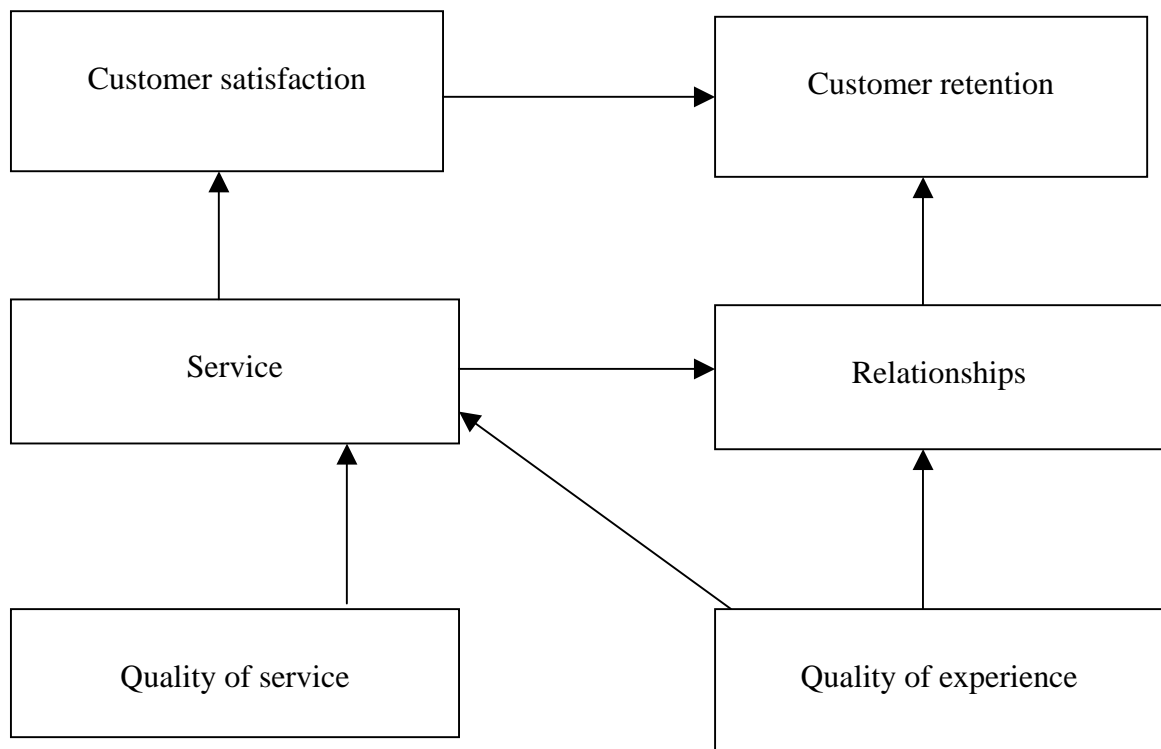 Customer satisfaction
Customer retention
Service
Relationships
Quality of service
Quality of experience